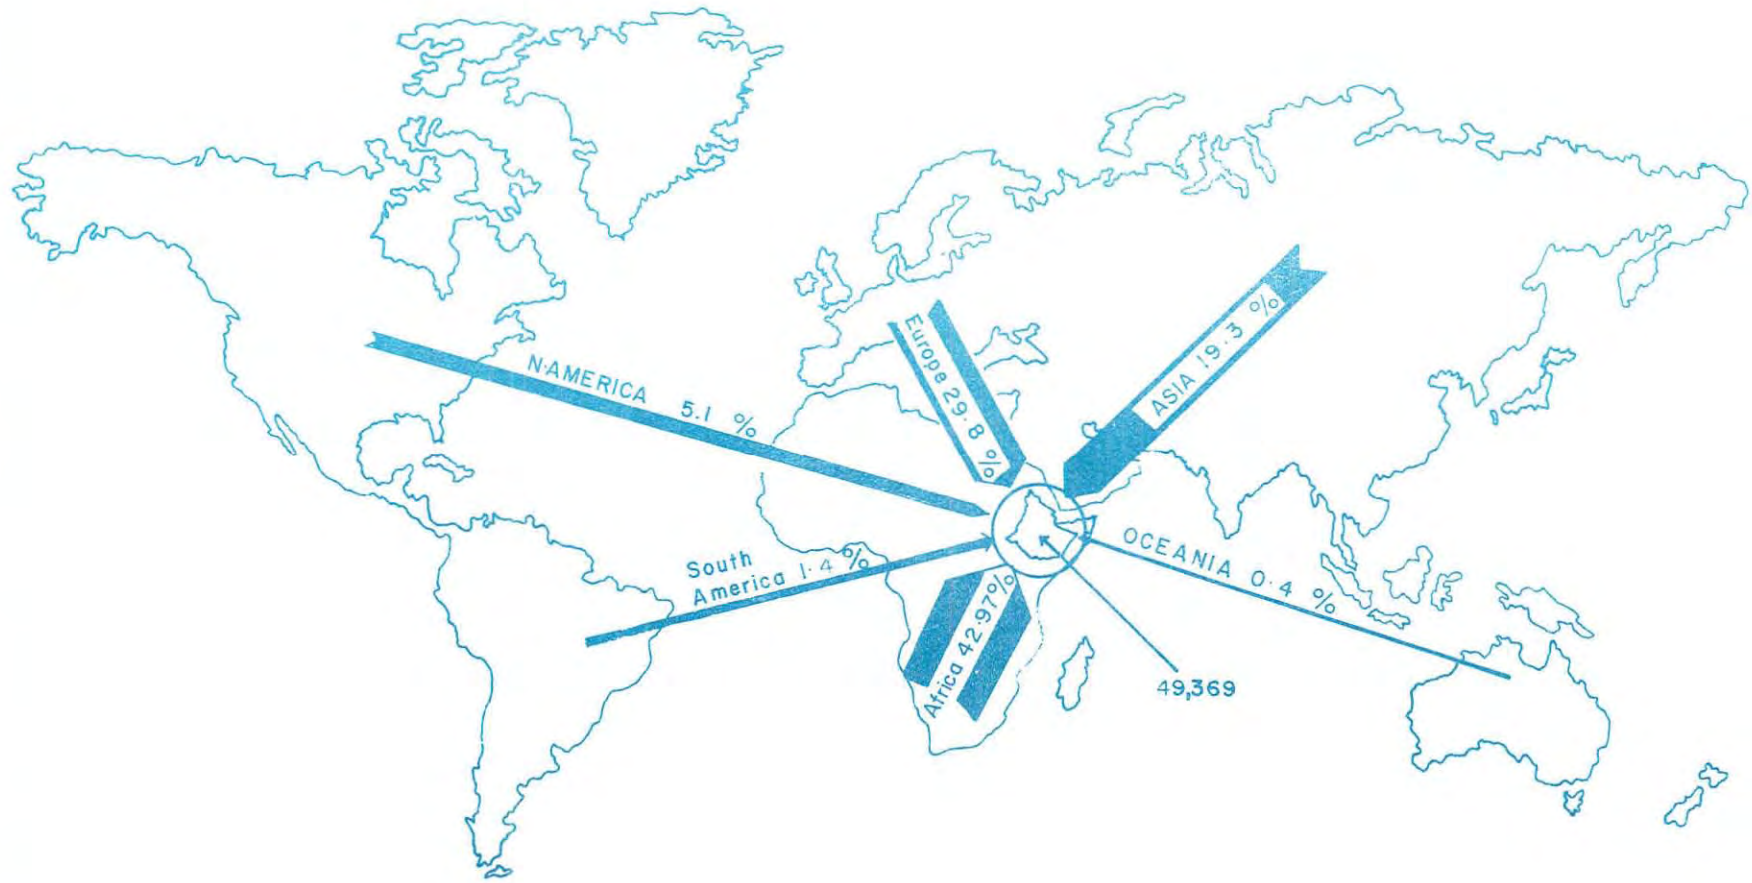 N.AMERICA 5.1 %
Europe 29.8 %
ASIA 19.3 %
South
America 1.4 %
OCEANIA 0.4 %
Africa 42.97%
49,369